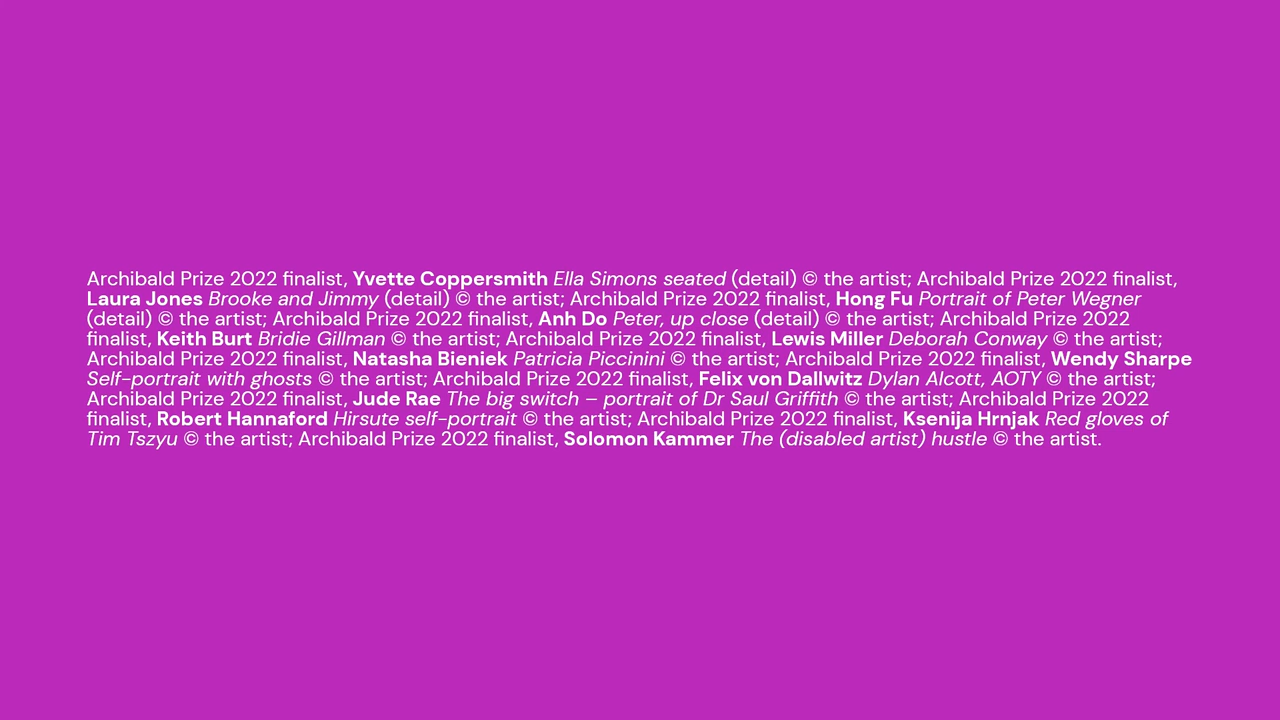 Archibald Prize 2022 finalist, Yvette Coppersmith Ella Simons seated (detail) © the artist; Archibald Prize 2022 finalist,
Laura Jones Brooke and Jimmy (detail) © the artist; Archibald Prize 2022 finalist, Hong Fu Portrait of Peter Wegner
(detail) © the artist; Archibald Prize 2022 finalist, Anh Do Peter, up close (detail) © the artist; Archibald Prize 2022
finalist, Keith Burt Bridie Gillman © the artist; Archibald Prize 2022 finalist, Lewis Miller Deborah Conway © the artist;
Archibald Prize 2022 finalist, Natasha Bieniek Patricia Piccinini © the artist; Archibald Prize 2022 finalist, Wendy Sharpe
Self-portrait with ghosts © the artist; Archibald Prize 2022 finalist, Felix von Dallwitz Dylan Alcott, AOTY © the artist;
Archibald Prize 2022 finalist, Jude Rae The big switch – portrait of Dr Saul Griffith © the artist; Archibald Prize 2022
finalist, Robert Hannaford Hirsute self-portrait © the artist; Archibald Prize 2022 finalist, Ksenija Hrnjak Red gloves of
Tim Tszyu © the artist; Archibald Prize 2022 finalist, Solomon Kammer The (disabled artist) hustle © the artist.